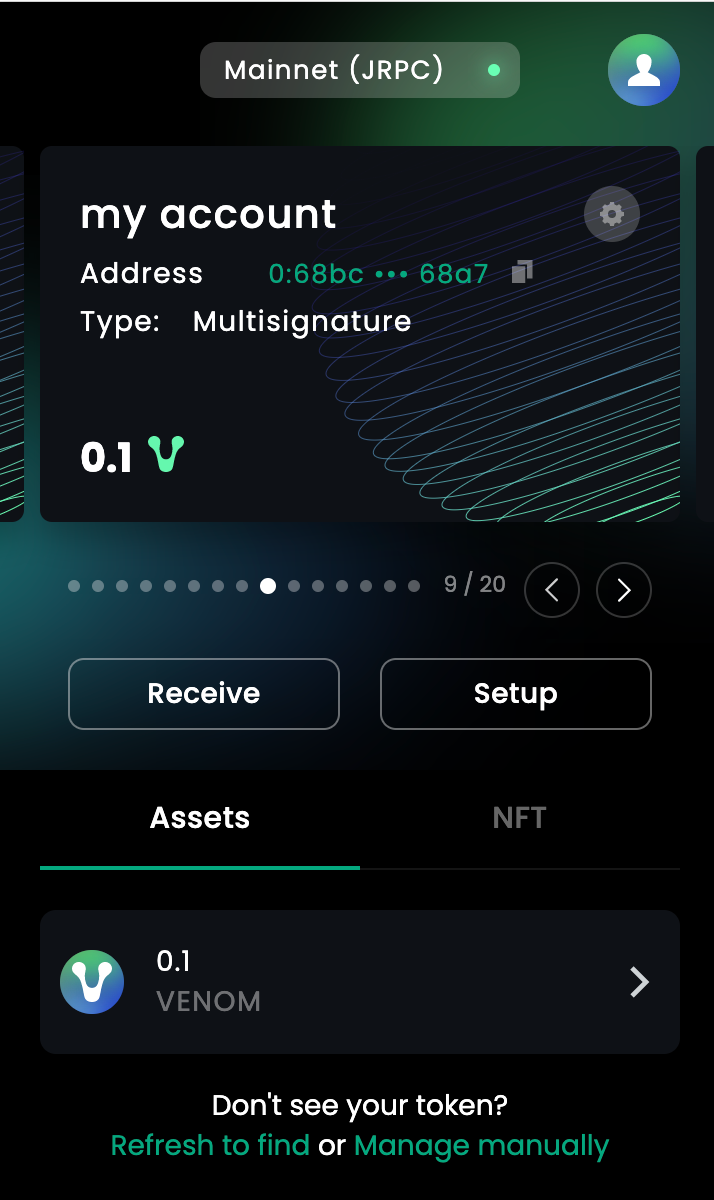 Mainnet (JRPC)
my account
Address 0:68bc ••• 68a7
Type: Multisignature
0.1
9 / 20
Receive Setup
Assets NFT
0.1
VENOM
Don't see your token?
Refresh to find or Manage manually